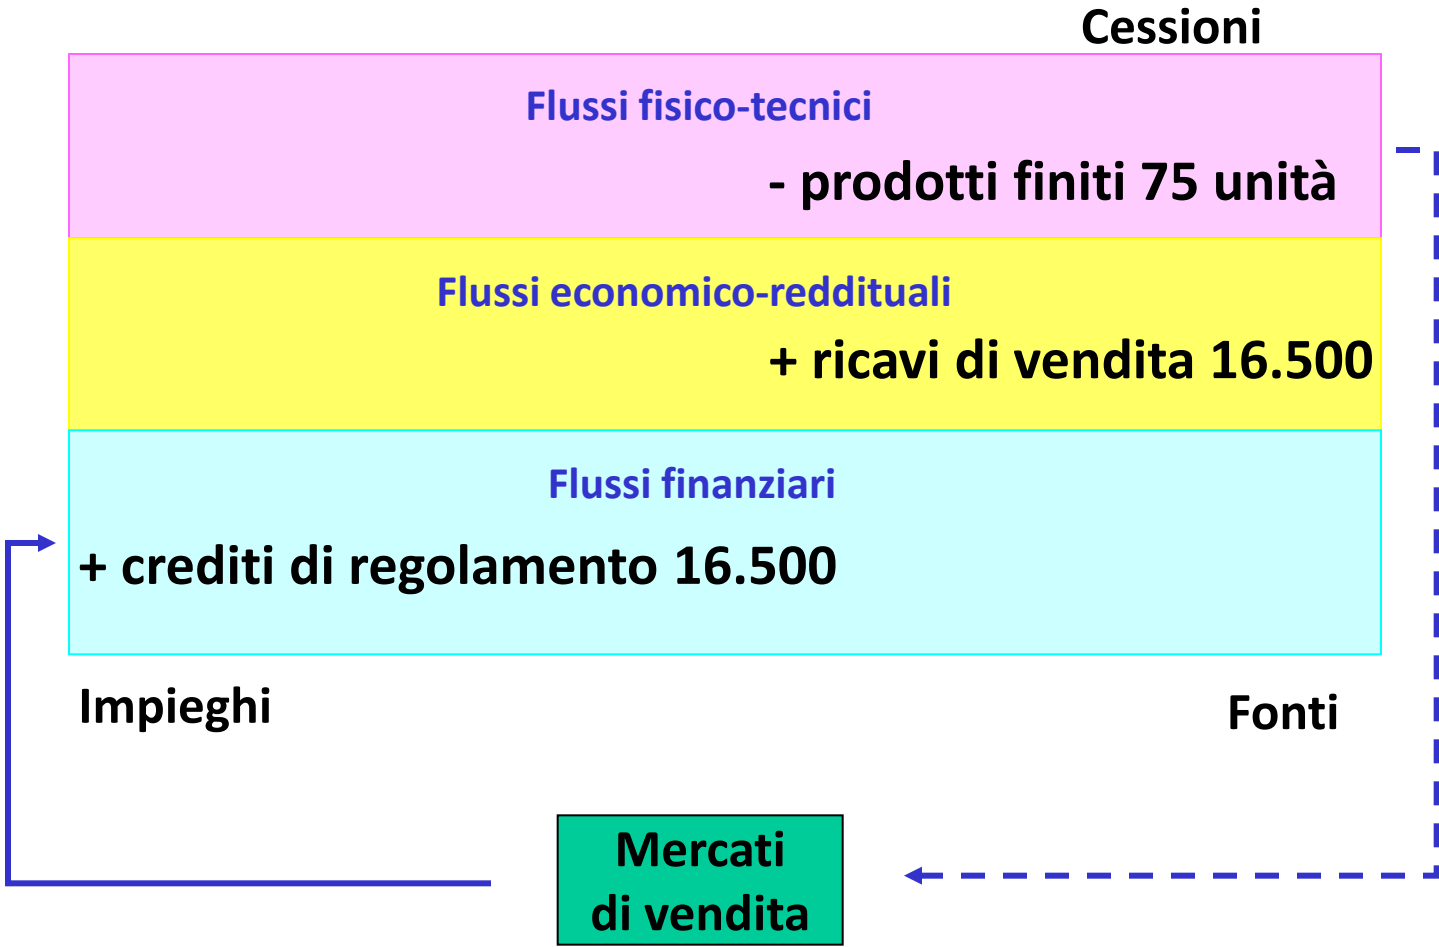 Cessioni
Flussi fisico-tecnici
- prodotti finiti 75 unità
Flussi economico-reddituali
+ ricavi di vendita 16.500
Flussi finanziari
+ crediti di regolamento 16.500
Impieghi
Fonti
Mercati
di vendita